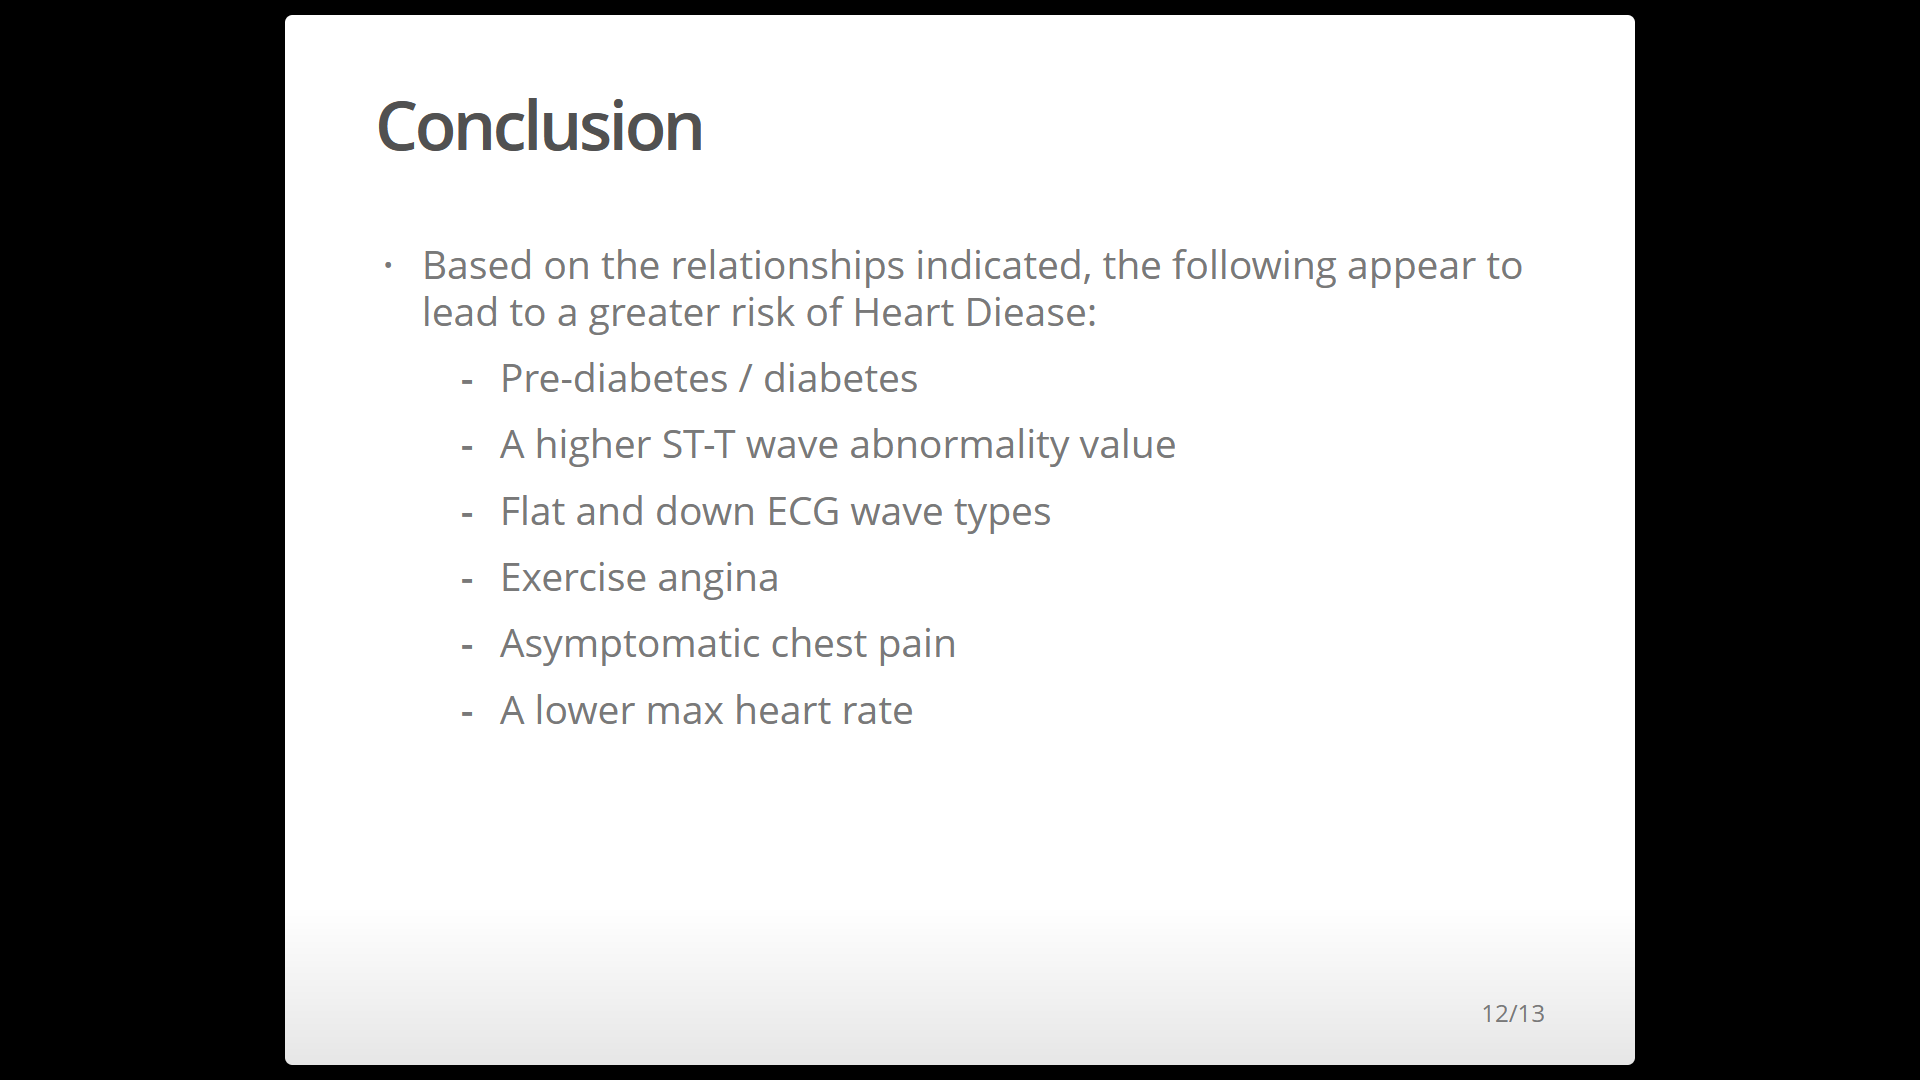 Conclusion
· Based on the relationships indicated, the following appear to
lead to a greater risk of Heart Diease:
- Pre-diabetes / diabetes
- A higher ST-T wave abnormality value
- Flat and down ECG wave types
- Exercise angina
- Asymptomatic chest pain
- A lower max heart rate
12/13